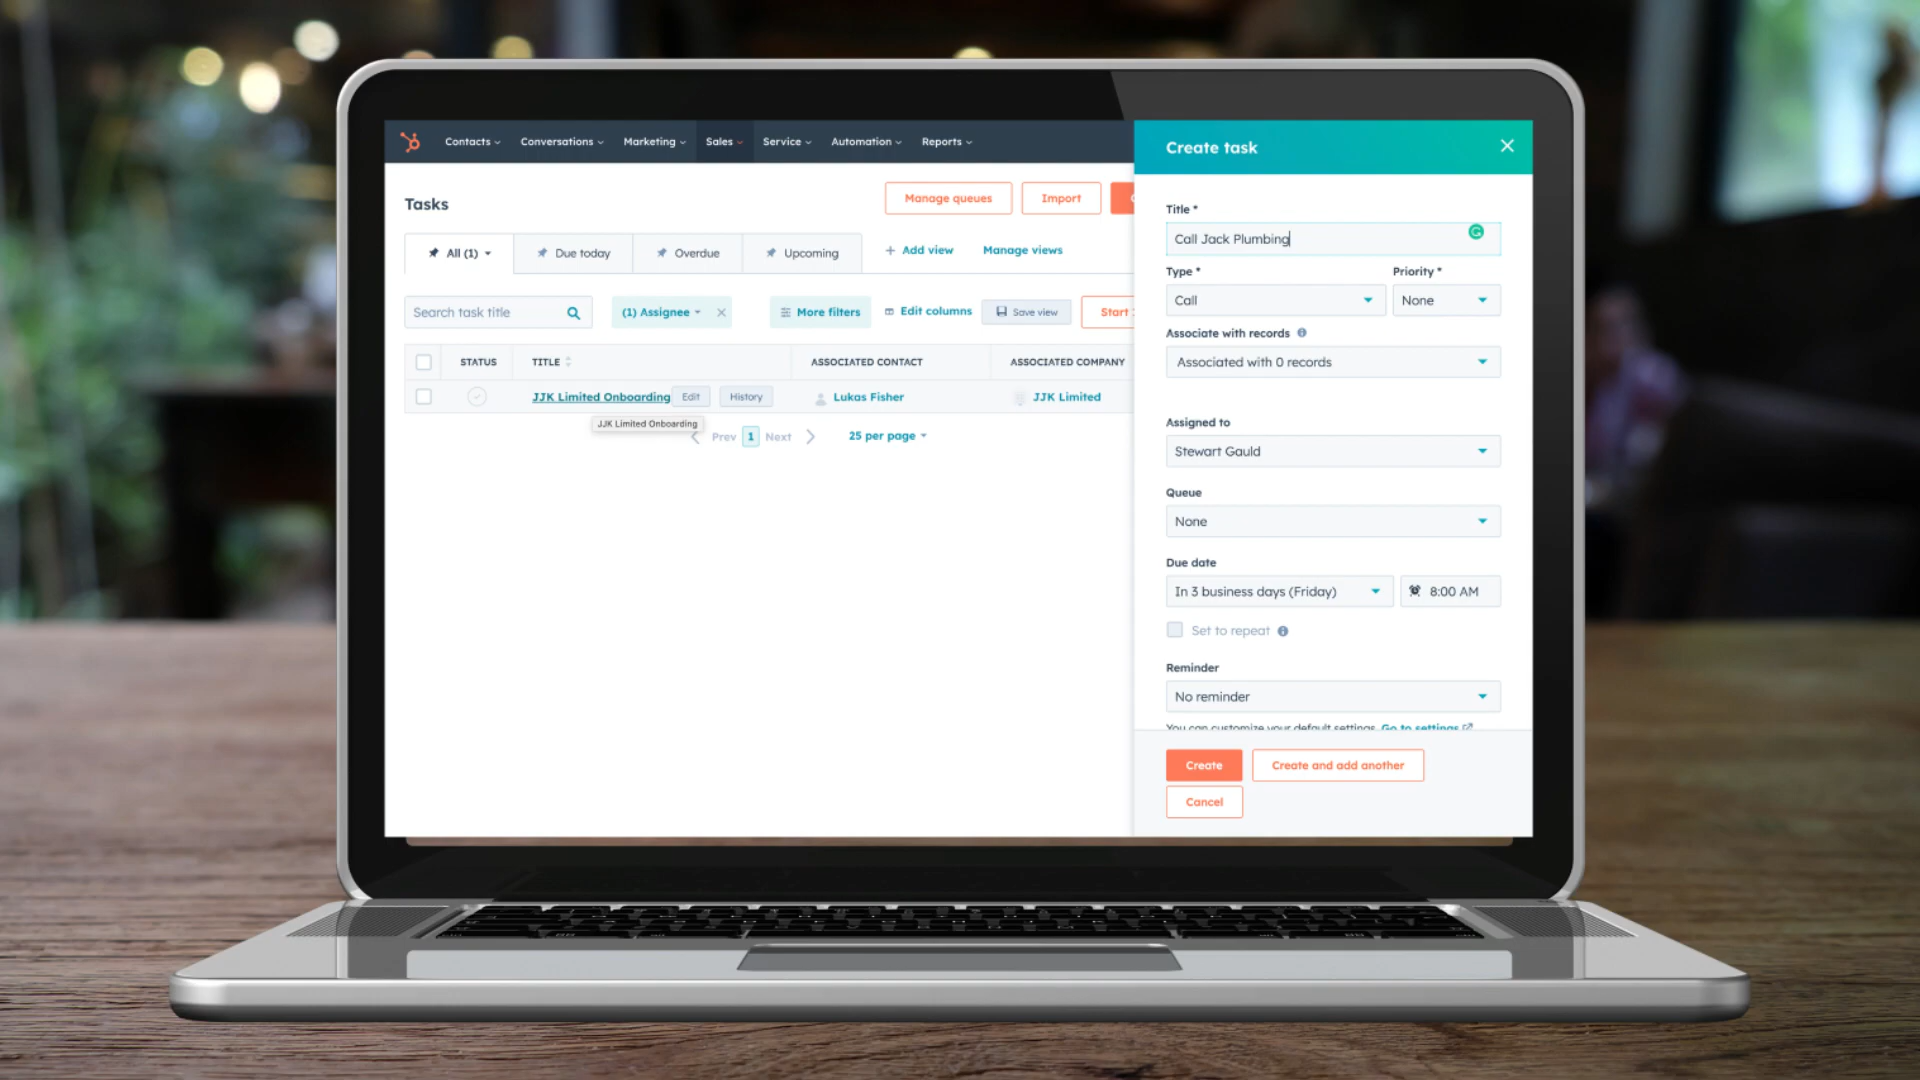 Contacts Conversations Marketing Sales Service Automation Reports
Tasks
Manage queues Import
All (1) Due today Overdue Upcoming + Add view Manage views
Search task title (1) Assignee More filters Edit columns Save view Start
STATUS TITLE ASSOCIATED CONTACT ASSOCIATED COMPANY
JJK Limited Onboarding Edit History Lukas Fisher JJK Limited
JJK Limited Onboarding
Prev 1 Next 25 per page
Create task
Title *
Call Jack Plumbing
Type * Priority *
Call None
Associate with records
Associated with 0 records
Assigned to
Stewart Gauld
Queue
None
Due date
In 3 business days (Friday) 8:00 AM
Set to repeat
Reminder
No reminder
You can customize your default settings. Go to settings
Create Create and add another
Cancel